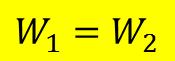 W₁ = W₂